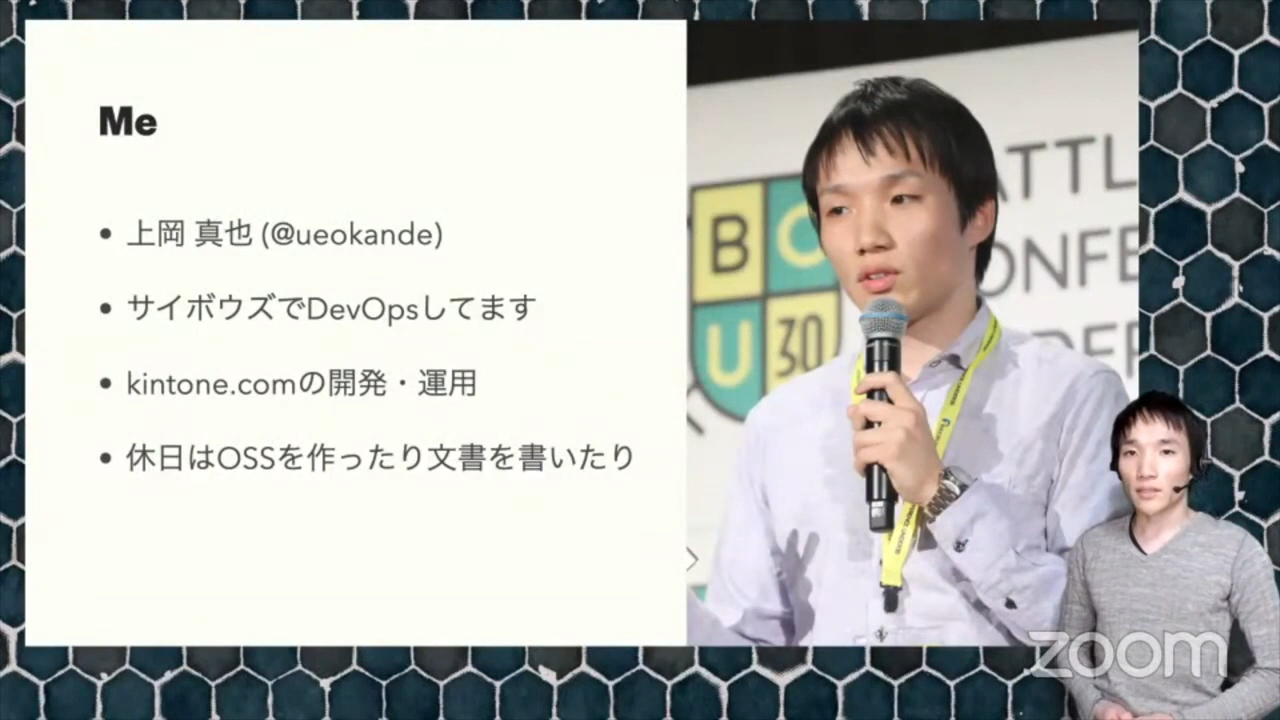 Me
• 上岡 真也 (@ueokande)
• サイボウズでDevOpsしてます
• kintone.comの開発・運用
• 休日はOSSを作ったり文書を書いたり
B
U 30
zoom